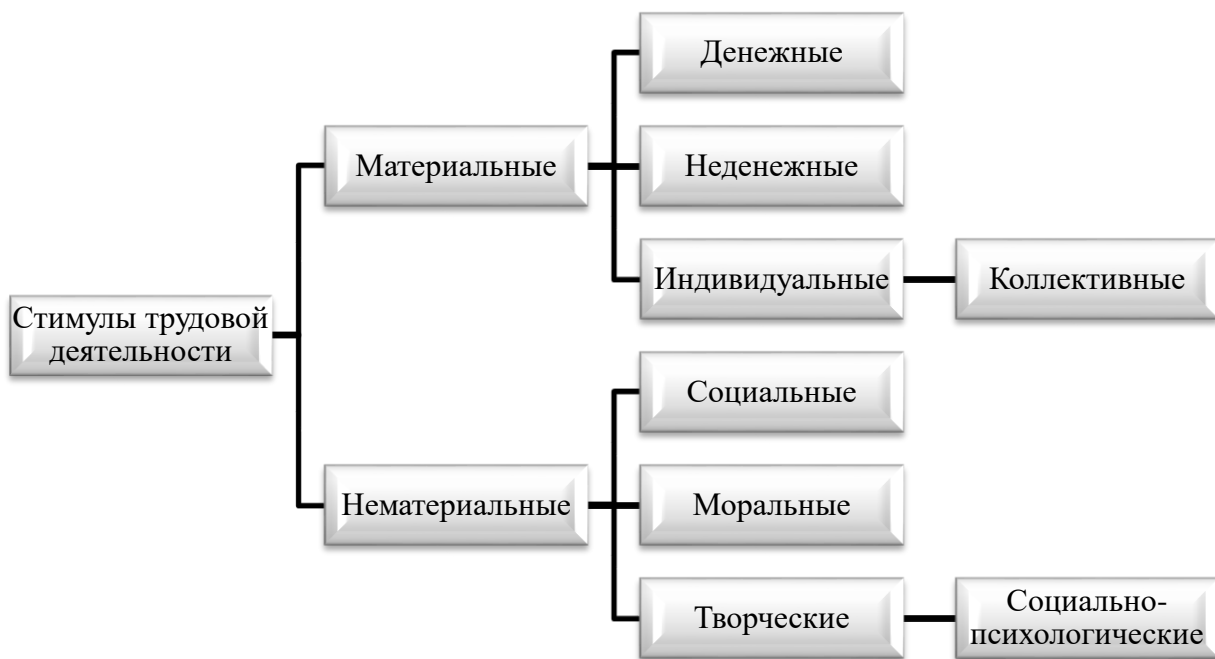 Денежные
Материальные
Неденежные
Индивидуальные
Коллективные
Стимулы трудовой
деятельности
Социальные
Нематериальные
Моральные
Творческие
Социально-
психологические